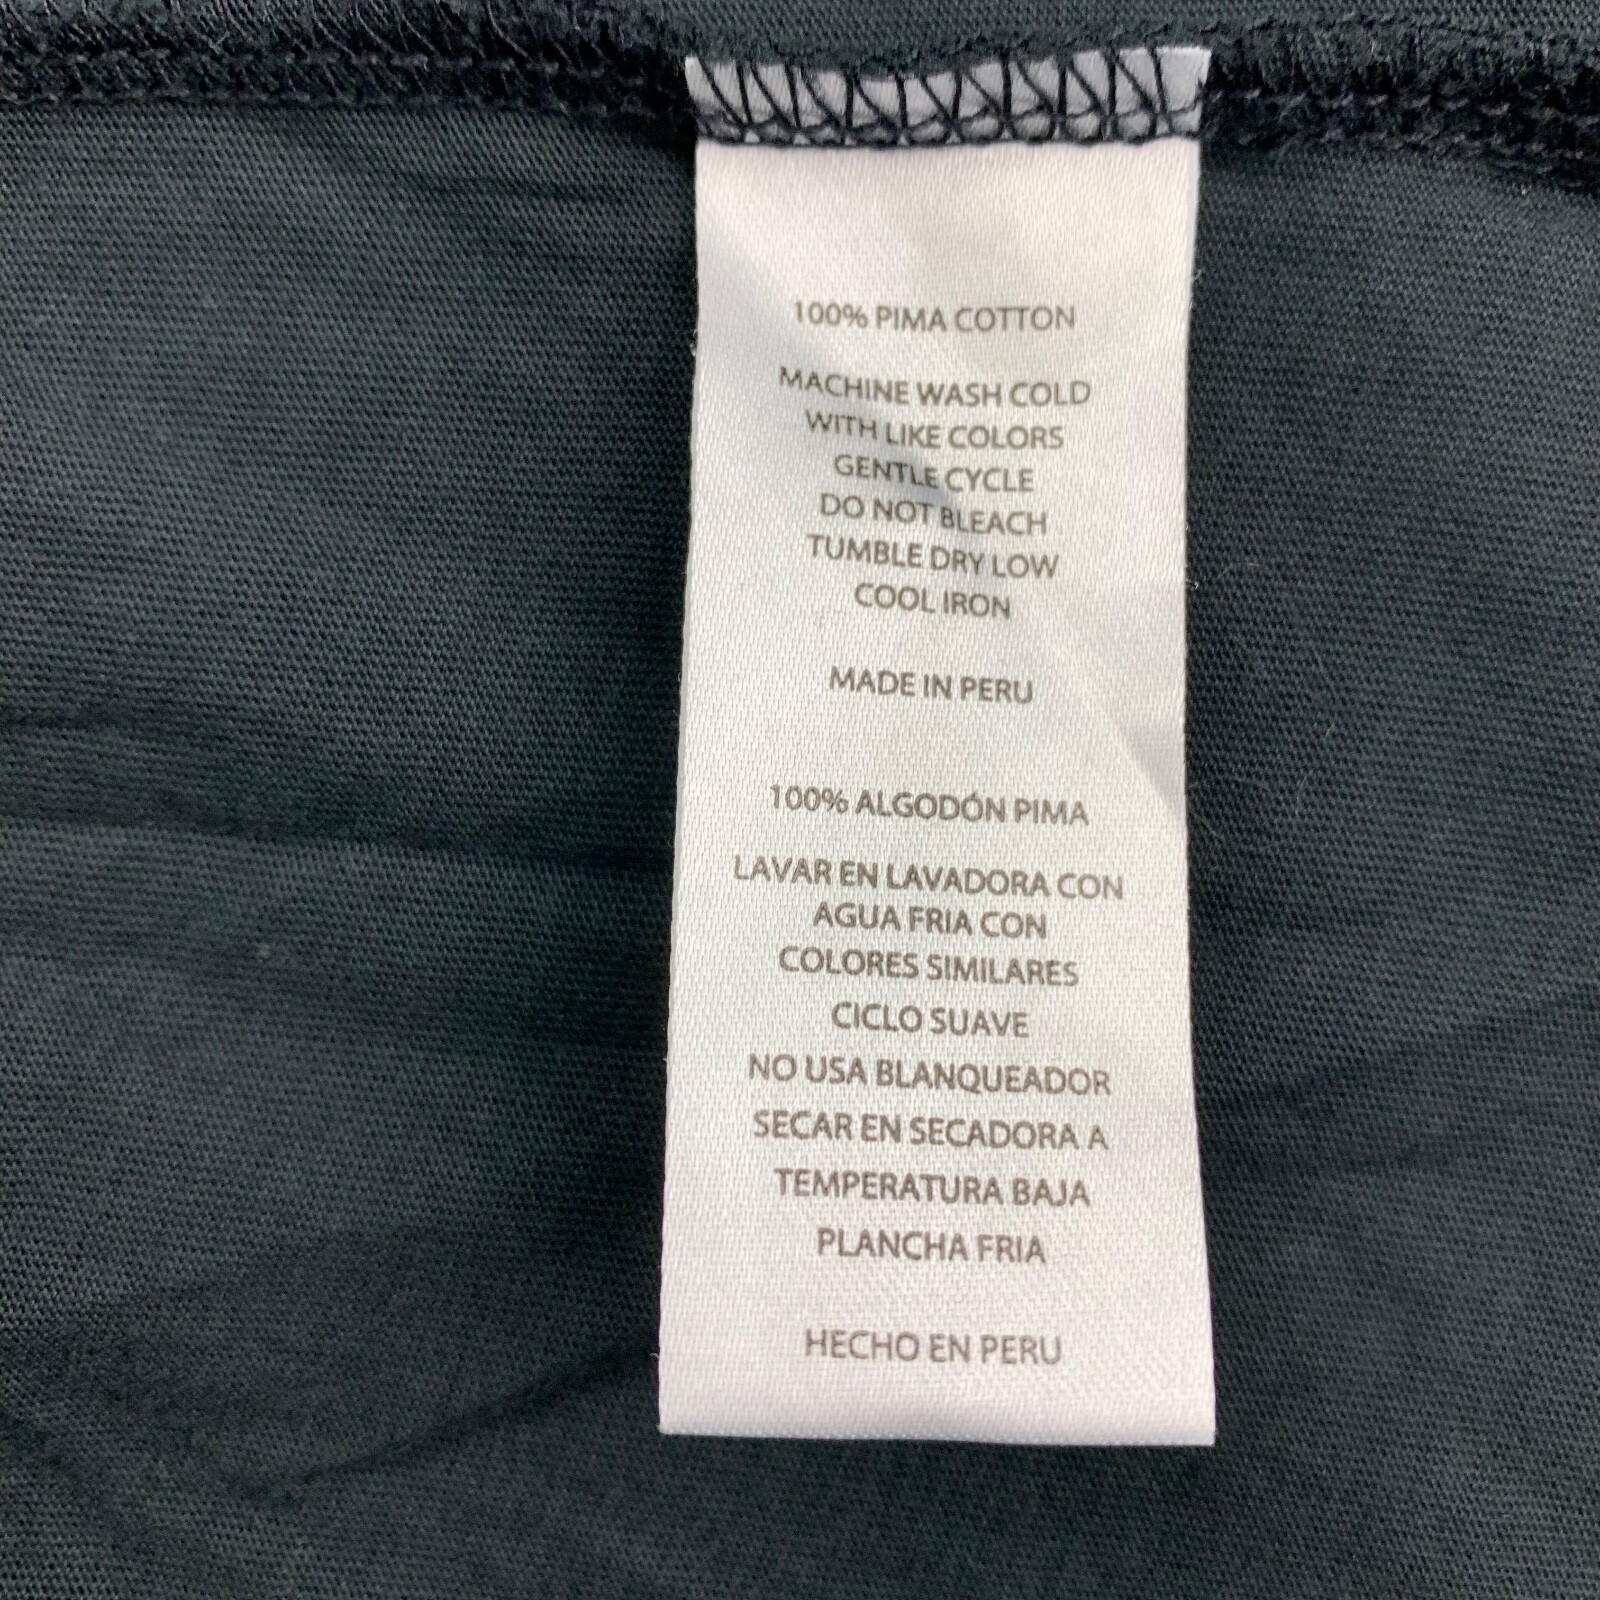 100% PIMA COTTON
MACHINE WASH COLD
WITH LIKE COLORS
GENTLE CYCLE
DO NOT BLEACH
TUMBLE DRY LOW
COOL IRON
MADE IN PERU
100% ALGODÓN PIMA
LAVAR EN LAVADORA CON
AGUA FRIA CON
COLORES SIMILARES
CICLO SUAVE
NO USA BLANQUEADOR
SECAR EN SECADORA A
TEMPERATURA BAJA
PLANCHA FRIA
HECHO EN PERU